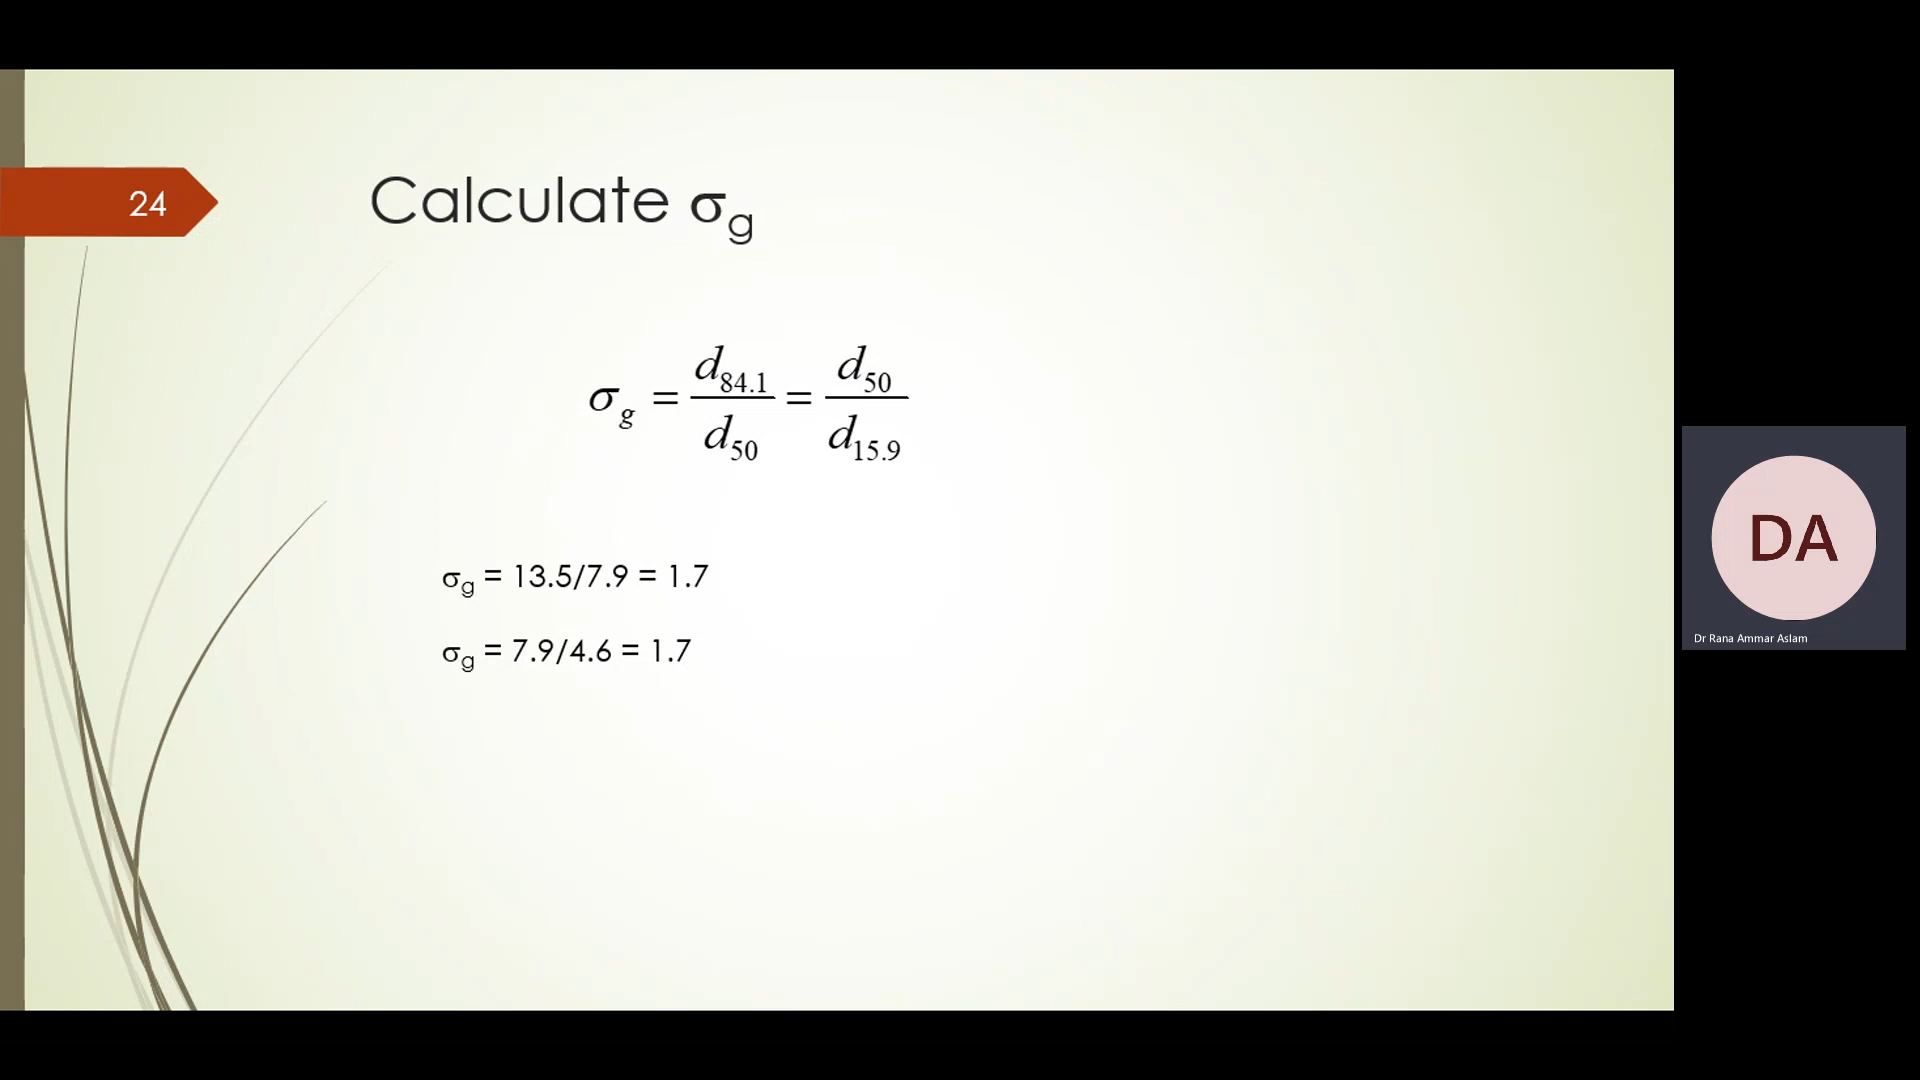 24
Calculate σg
σg = d84.1/d50 = d50/d15.9
σg = 13.5/7.9 = 1.7
σg = 7.9/4.6 = 1.7
DA
Dr Rana Ammar Aslam